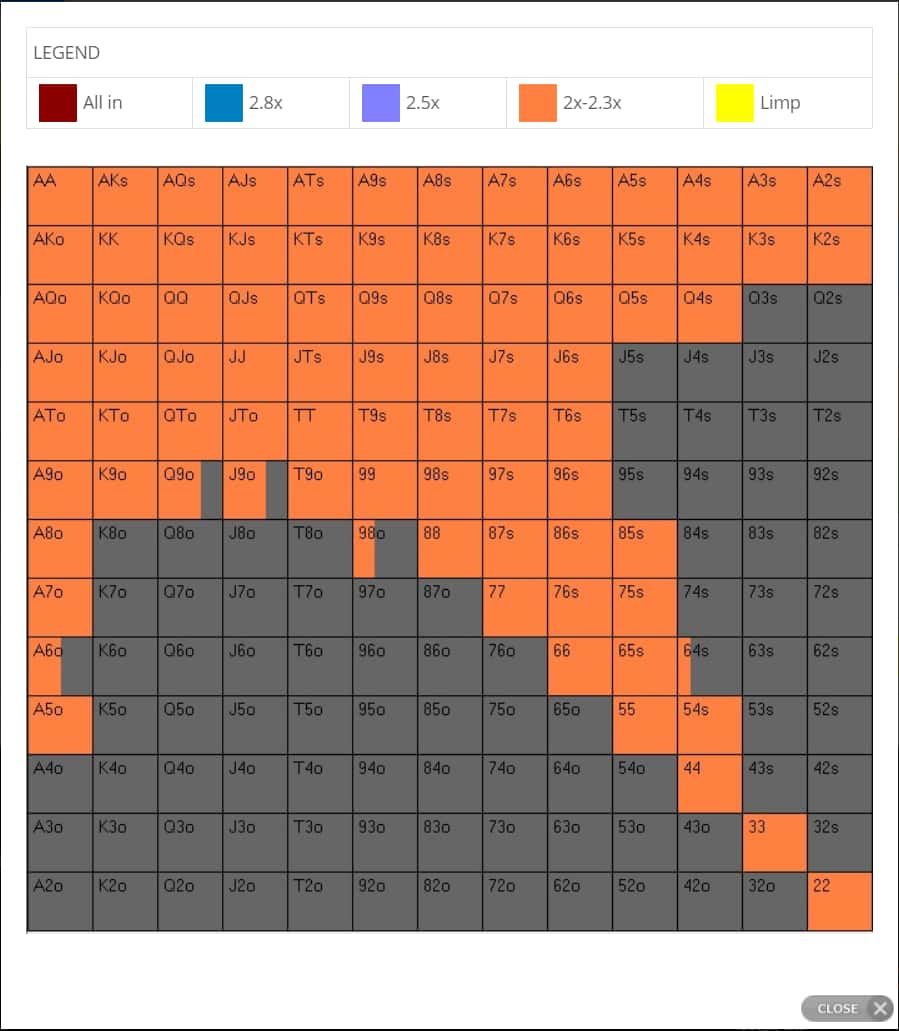 LEGEND
All in 2.8x 2.5x 2x-2.3x Limp
AA AKs AQs AJs ATs A9s A8s A7s A6s A5s A4s A3s A2s
AKo KK KQs KJs KTs K9s K8s K7s K6s K5s K4s K3s K2s
AQo KQo QQ QJs QTs Q9s Q8s Q7s Q6s Q5s Q4s Q3s Q2s
AJo KJo QJo JJ JTs J9s J8s J7s J6s J5s J4s J3s J2s
ATo KTo QTo JTo TT T9s T8s T7s T6s T5s T4s T3s T2s
A9o K9o Q9o J9o T9o 99 98s 97s 96s 95s 94s 93s 92s
A8o K8o Q8o J8o T8o 98o 88 87s 86s 85s 84s 83s 82s
A7o K7o Q7o J7o T7o 97o 87o 77 76s 75s 74s 73s 72s
A6o K6o Q6o J6o T6o 96o 86o 76o 66 65s 64s 63s 62s
A5o K5o Q5o J5o T5o 95o 85o 75o 65o 55 54s 53s 52s
A4o K4o Q4o J4o T4o 94o 84o 74o 64o 54o 44 43s 42s
A3o K3o Q3o J3o T3o 93o 83o 73o 63o 53o 43o 33 32s
A2o K2o Q2o J2o T2o 92o 82o 72o 62o 52o 42o 32o 22
CLOSE